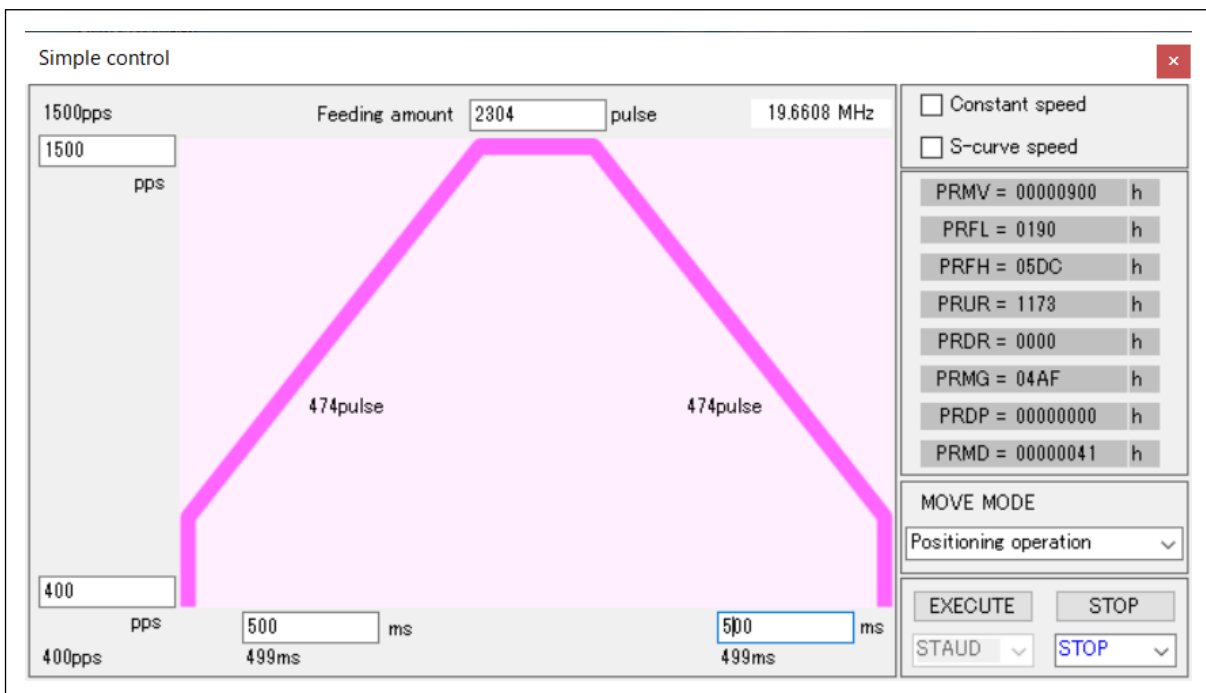 Simple control
×
1500pps
Feeding amount 2304 pulse
19.6608 MHz
1500
pps
474pulse
474pulse
400
pps
400pps
500 ms
499ms
500 ms
499ms
Constant speed
S-curve speed
PRMV = 00000900 h
PRFL = 0190 h
PRFH = 05DC h
PRUR = 1173 h
PRDR = 0000 h
PRMG = 04AF h
PRDP = 00000000 h
PRMD = 00000041 h
MOVE MODE
Positioning operation
EXECUTE STOP
STAUD STOP